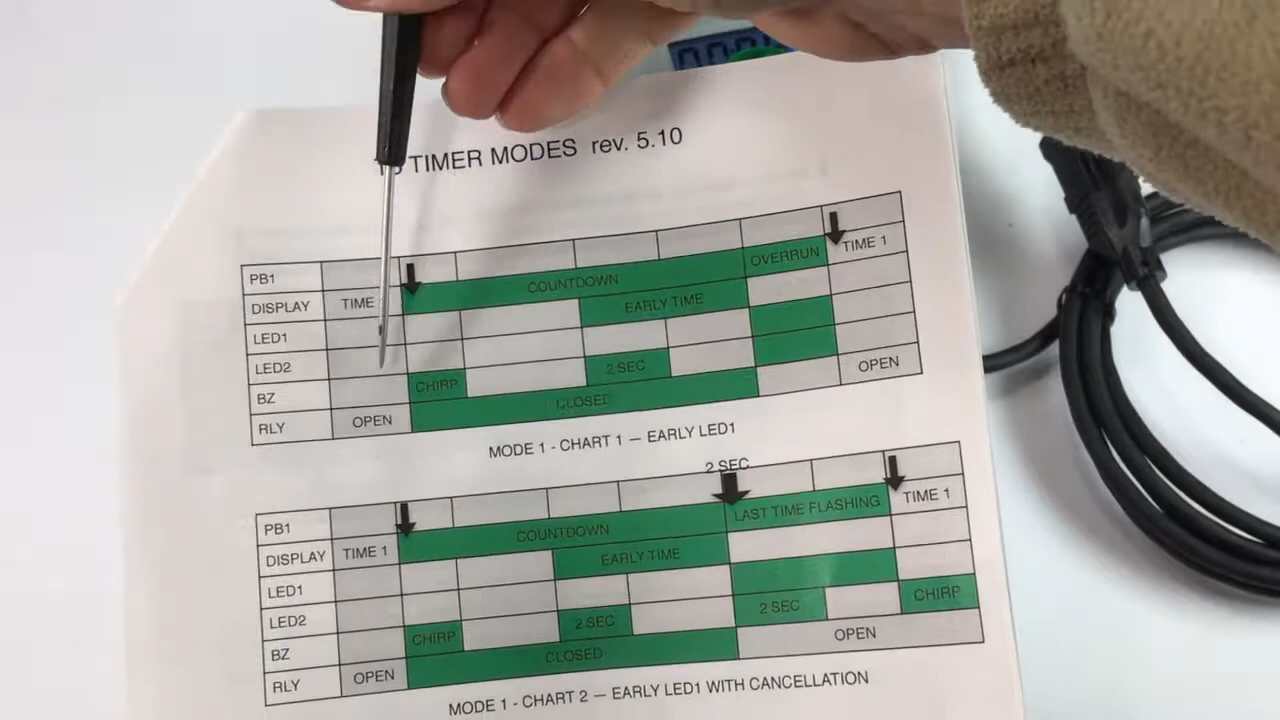 TIMER MODES rev. 5.10
PB1
DISPLAY TIME COUNTDOWN OVERRUN TIME 1
LED1 EARLY TIME
LED2
BZ CHIRP 2 SEC
RLY OPEN CLOSED OPEN
MODE 1 - CHART 1 — EARLY LED1
2 SEC
PB1
DISPLAY TIME 1 COUNTDOWN LAST TIME FLASHING TIME 1
LED1 EARLY TIME
LED2
BZ CHIRP 2 SEC 2 SEC CHIRP
RLY OPEN CLOSED OPEN
MODE 1 - CHART 2 — EARLY LED1 WITH CANCELLATION